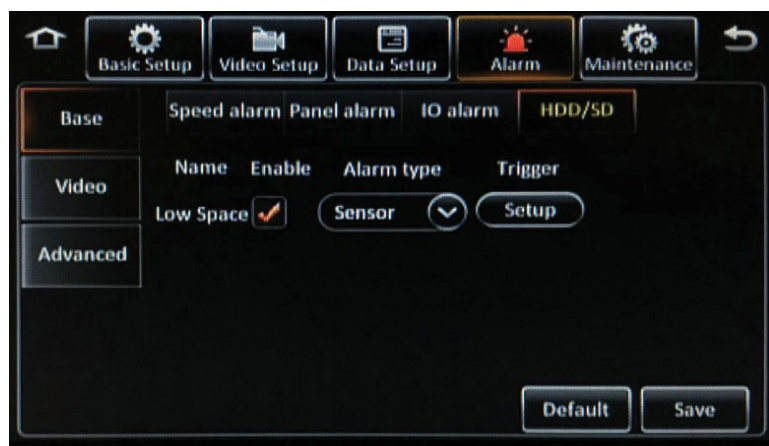 Basic Setup Video Setup Data Setup Alarm Maintenance
Base Speed alarm Panel alarm IO alarm HDD/SD
Name Enable Alarm type Trigger
Video
Low Space Sensor Setup
Advanced
Default Save